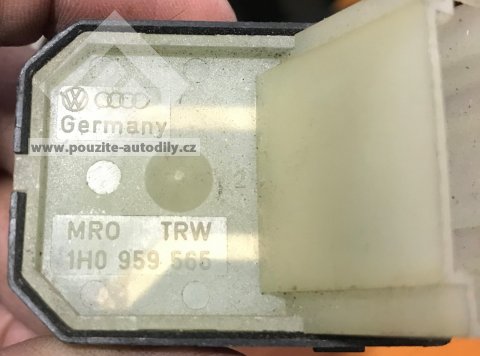 Germany
www.pouzite-autodily.cz
MRO TRW
1H0 959 565